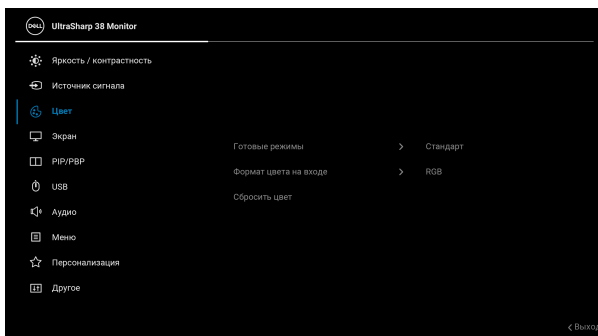 DELL UltraSharp 38 Monitor
Яркость / контрастность
Источник сигнала
Цвет
Экран
Готовые режимы Стандарт
PIP/PBP
Формат цвета на входе RGB
USB
Сбросить цвет
Аудио
Меню
Персонализация
Другое
Выход